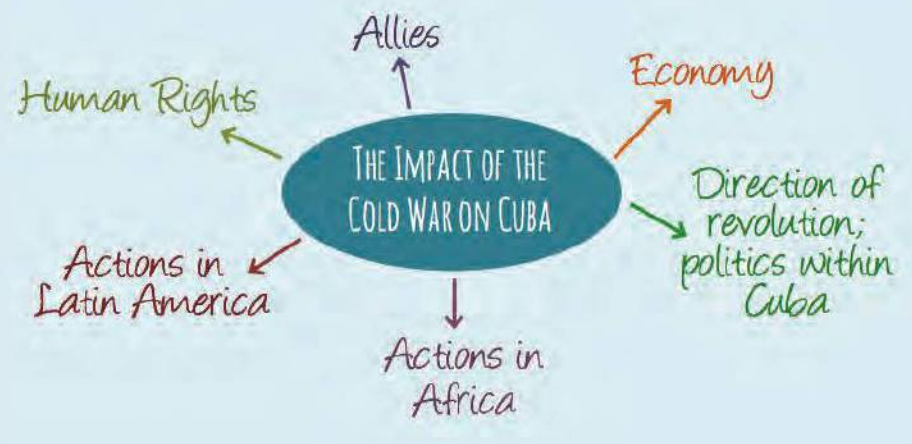 Allies
Economy
Human Rights
THE IMPACT OF THE
COLD WAR ON CUBA
Direction of
revolution;
politics within
Cuba
Actions in
Latin America
Actions in
Africa